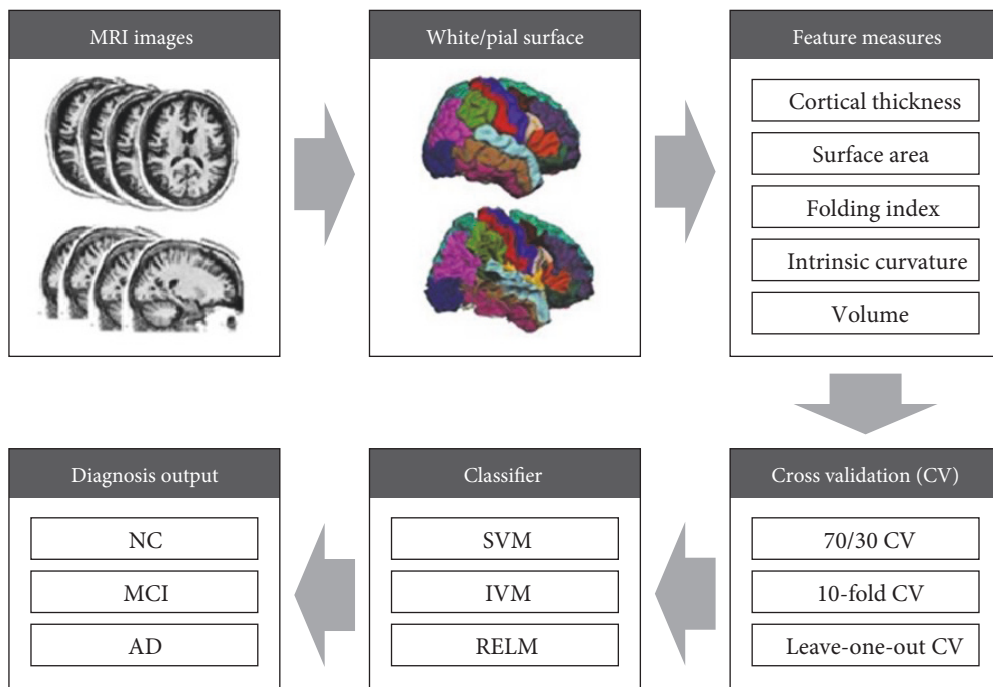 MRI images
White/pial surface
Feature measures
Cortical thickness
Surface area
Folding index
Intrinsic curvature
Volume
Cross validation (CV)
70/30 CV
10-fold CV
Leave-one-out CV
Classifier
SVM
IVM
RELM
Diagnosis output
NC
MCI
AD